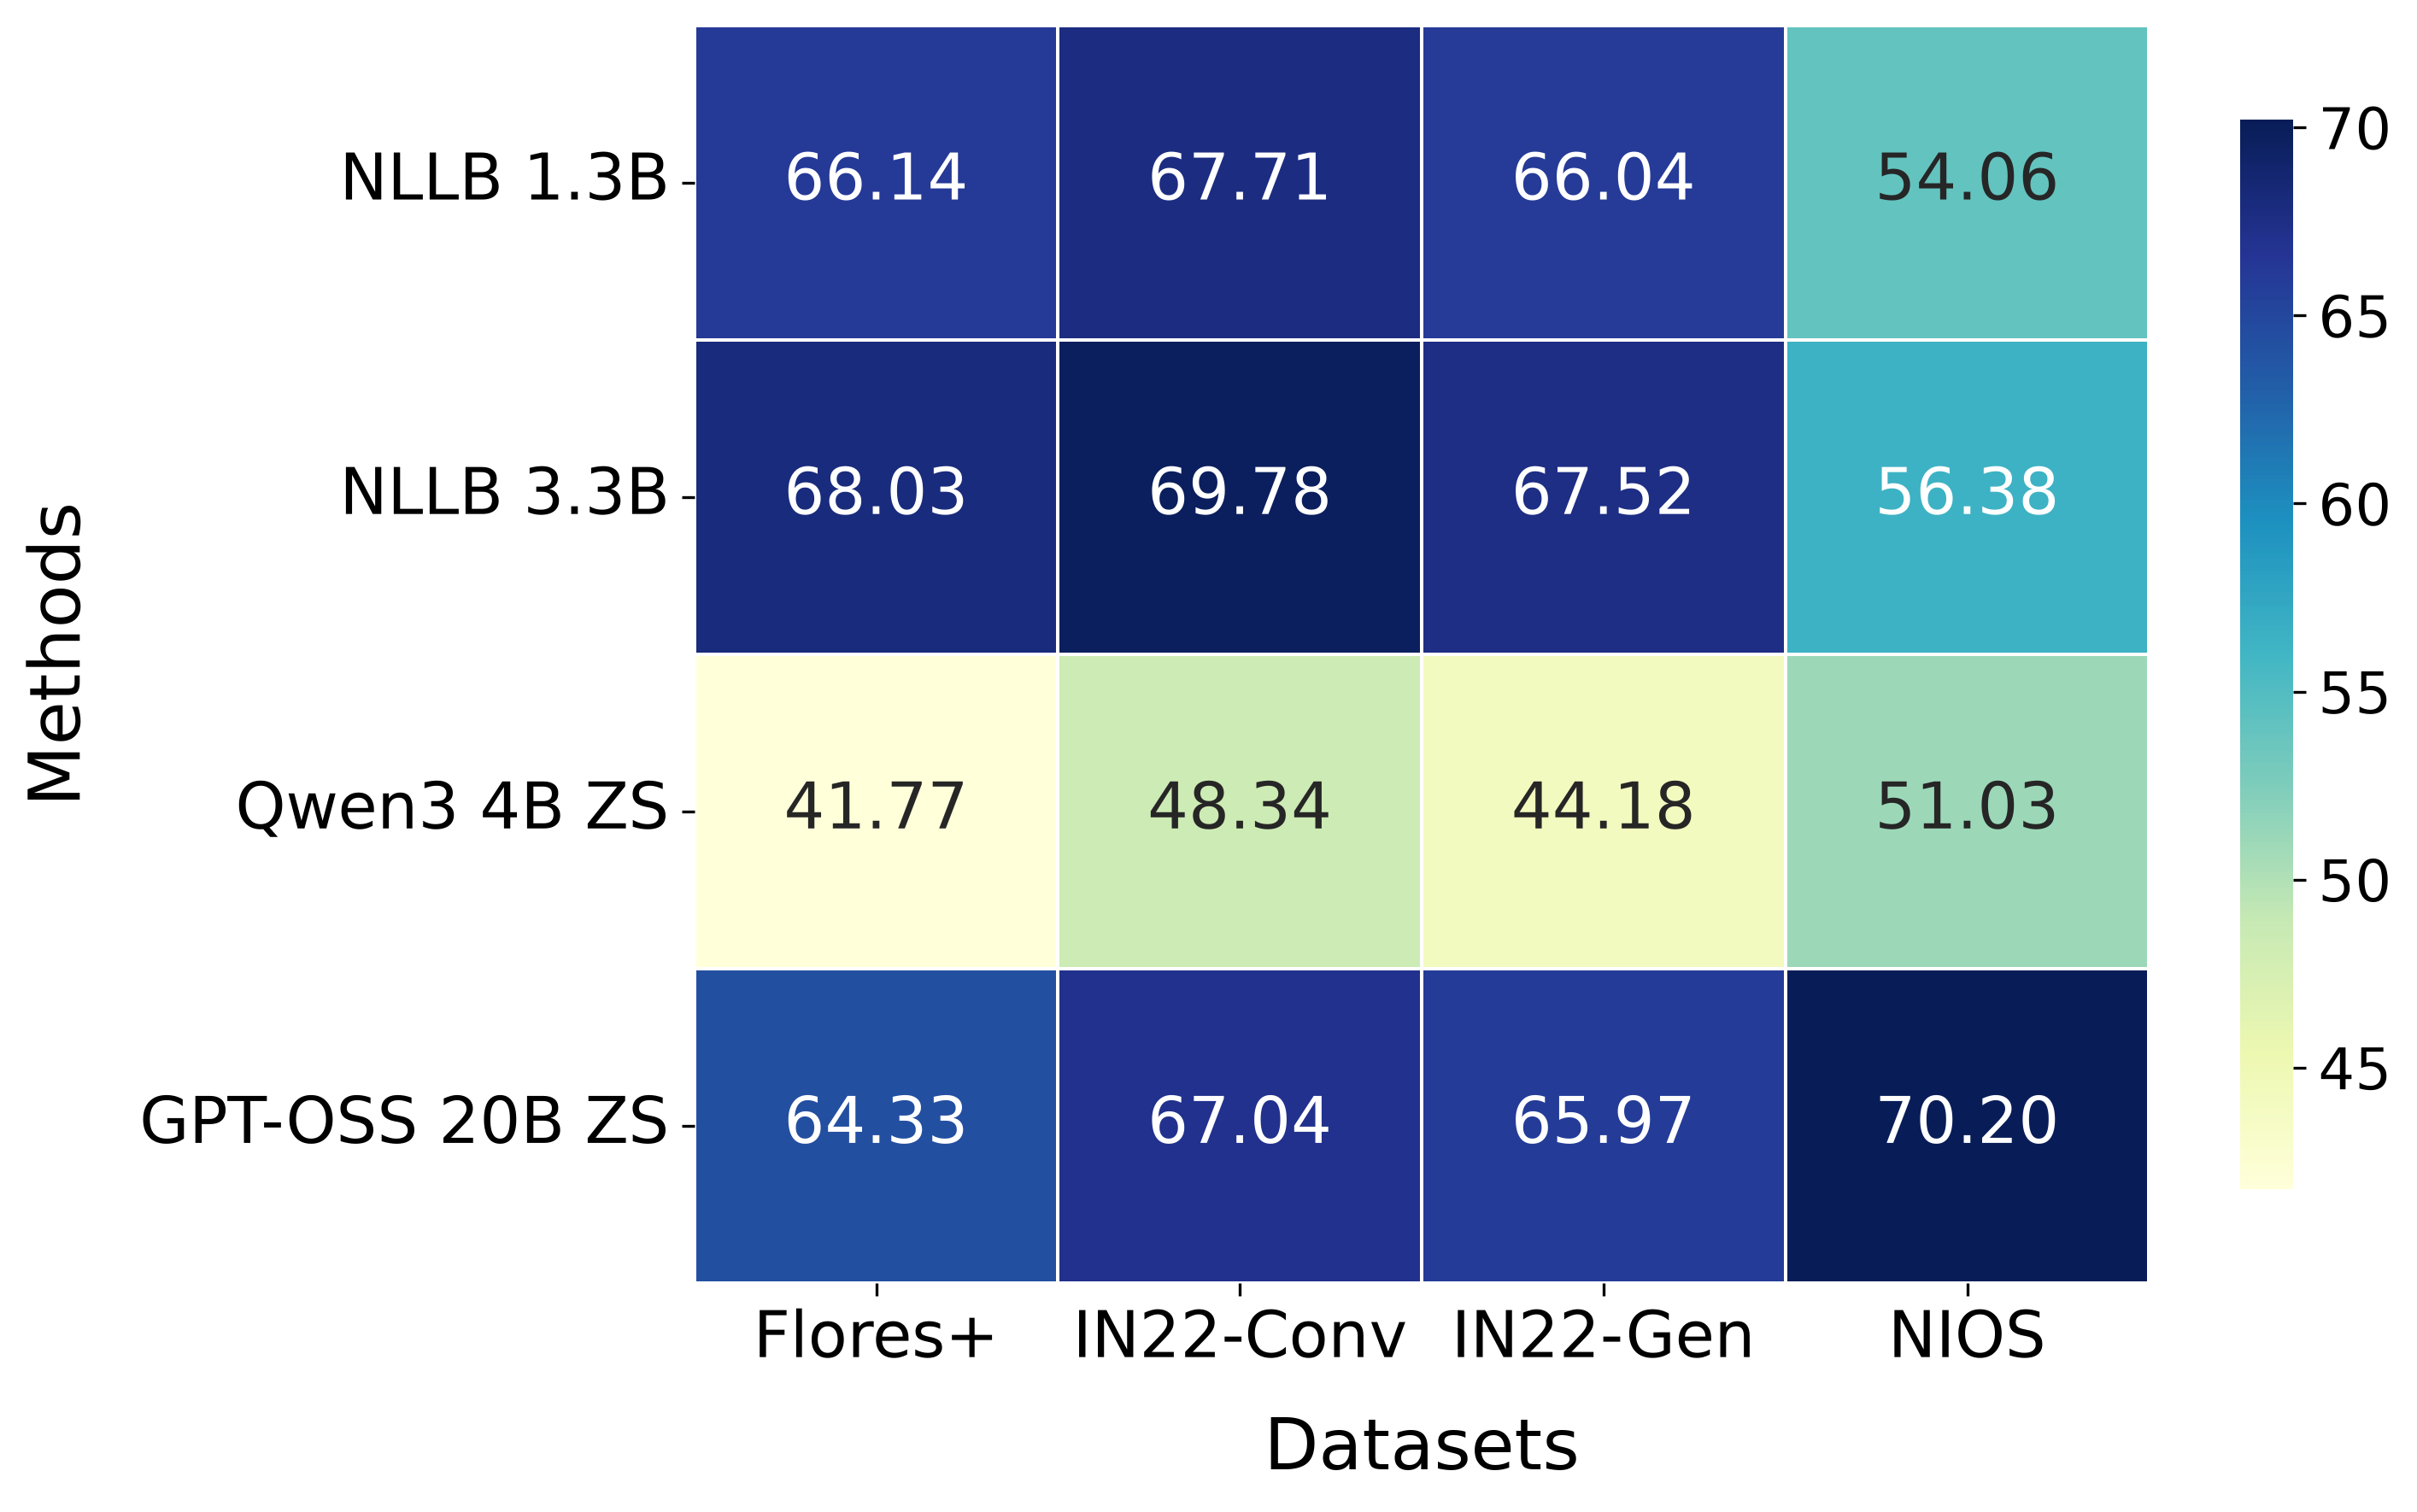 Methods
NLLB 1.3B 66.14 67.71 66.04 54.06
NLLB 3.3B 68.03 69.78 67.52 56.38
Qwen3 4B ZS 41.77 48.34 44.18 51.03
GPT-OSS 20B ZS 64.33 67.04 65.97 70.20
Flores+ IN22-Conv IN22-Gen NIOS
Datasets
70
65
60
55
50
45